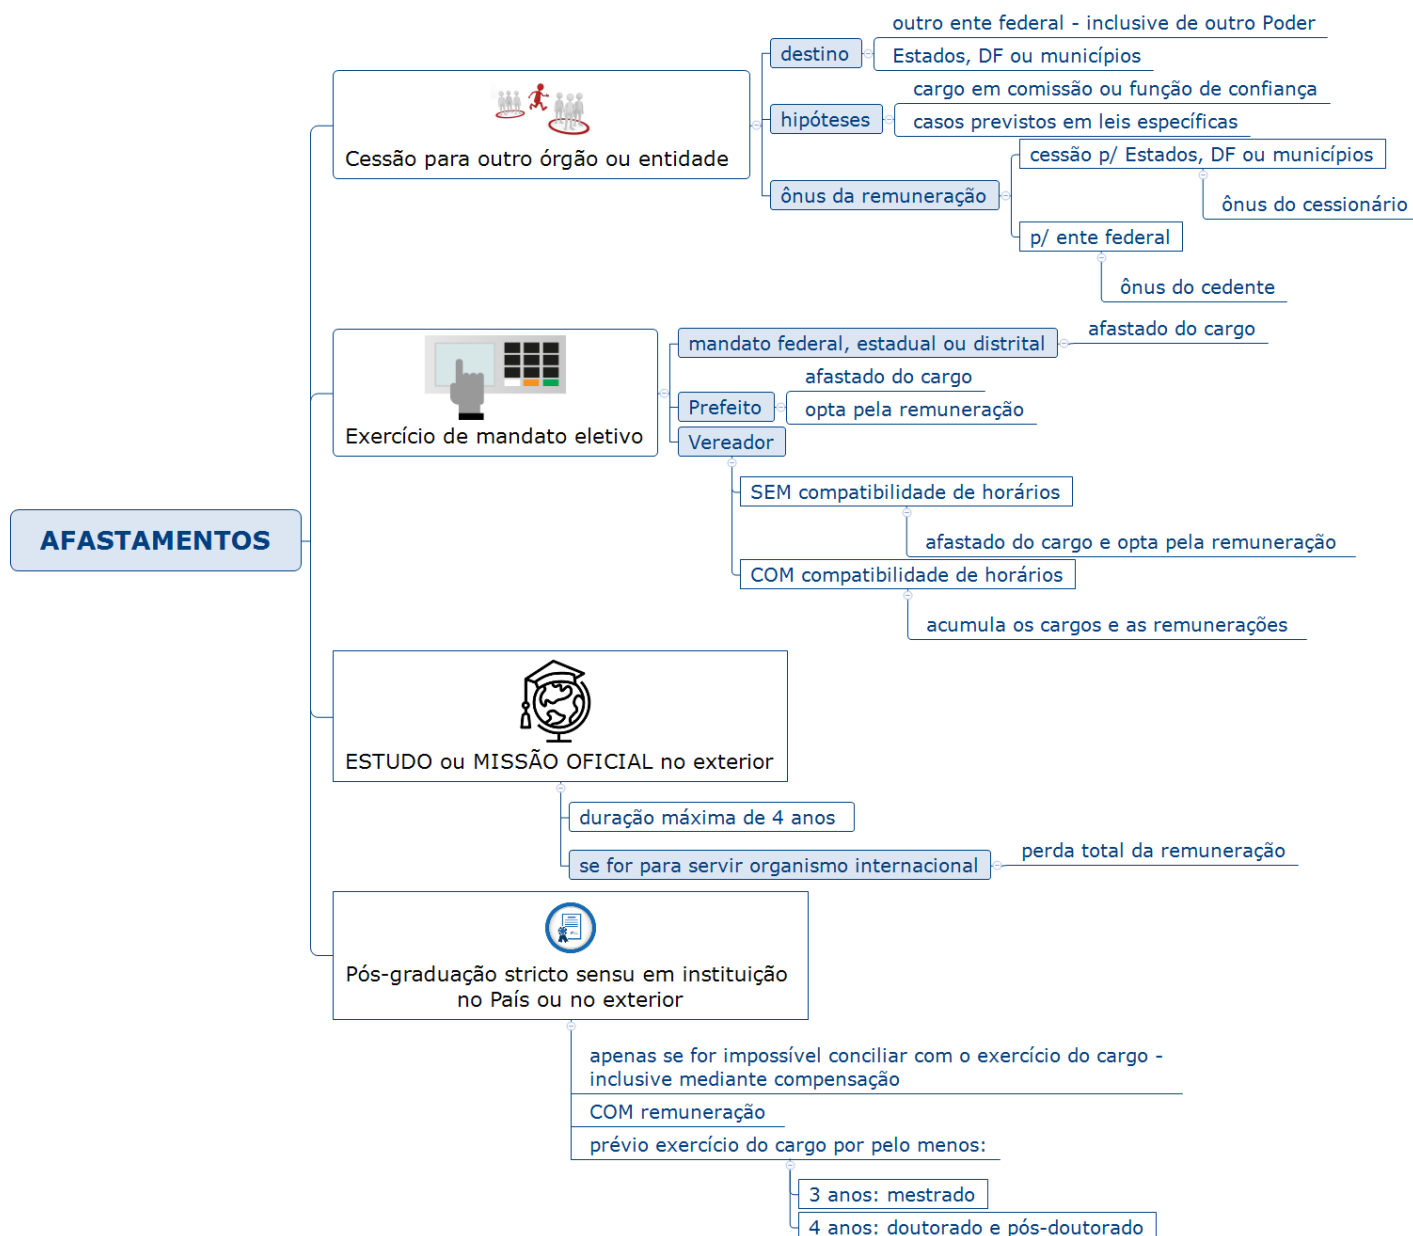 AFASTAMENTOS
Cessão para outro órgão ou entidade
destino
outro ente federal - inclusive de outro Poder
Estados, DF ou municípios
hipóteses
cargo em comissão ou função de confiança
casos previstos em leis específicas
ônus da remuneração
cessão p/ Estados, DF ou municípios
ônus do cessionário
p/ ente federal
ônus do cedente
Exercício de mandato eletivo
mandato federal, estadual ou distrital
afastado do cargo
Prefeito
afastado do cargo
opta pela remuneração
Vereador
SEM compatibilidade de horários
afastado do cargo e opta pela remuneração
COM compatibilidade de horários
acumula os cargos e as remunerações
ESTUDO ou MISSÃO OFICIAL no exterior
duração máxima de 4 anos
se for para servir organismo internacional
perda total da remuneração
Pós-graduação stricto sensu em instituição
no País ou no exterior
apenas se for impossível conciliar com o exercício do cargo -
inclusive mediante compensação
COM remuneração
prévio exercício do cargo por pelo menos:
3 anos: mestrado
4 anos: doutorado e pós-doutorado